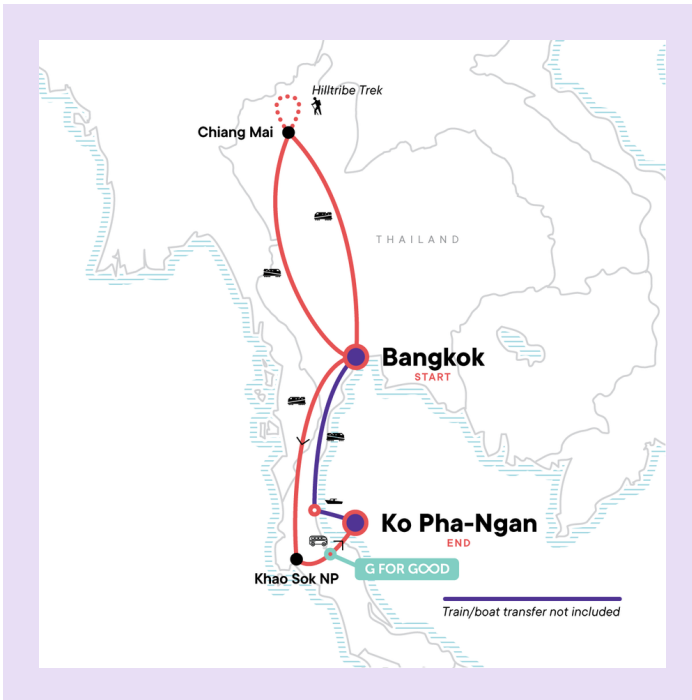 Hilltribe Trek
Chiang Mai
THAILAND
Bangkok
START
Ko Pha-Ngan
END
G FOR GOOD
Khao Sok NP
Train/boat transfer not included